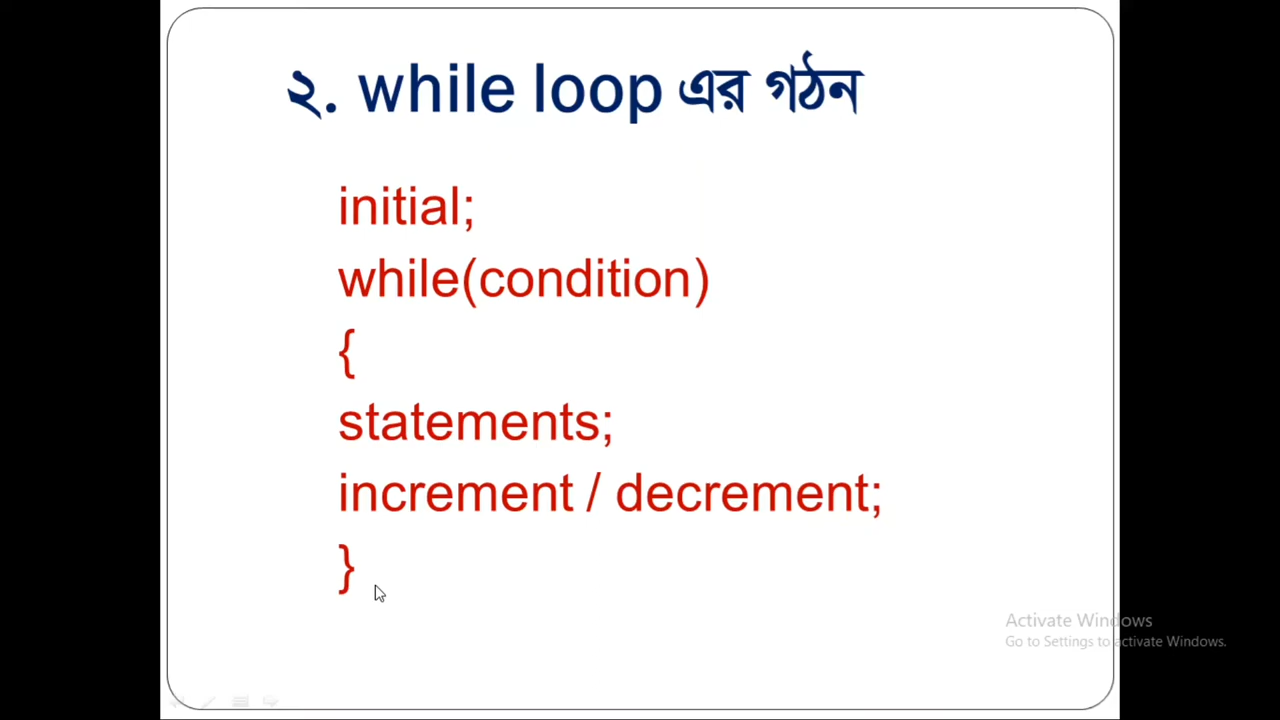 ২. while loop এর গঠন
initial;
while(condition)
{
statements;
increment / decrement;
}
Activate Windows
Go to Settings to activate Windows.